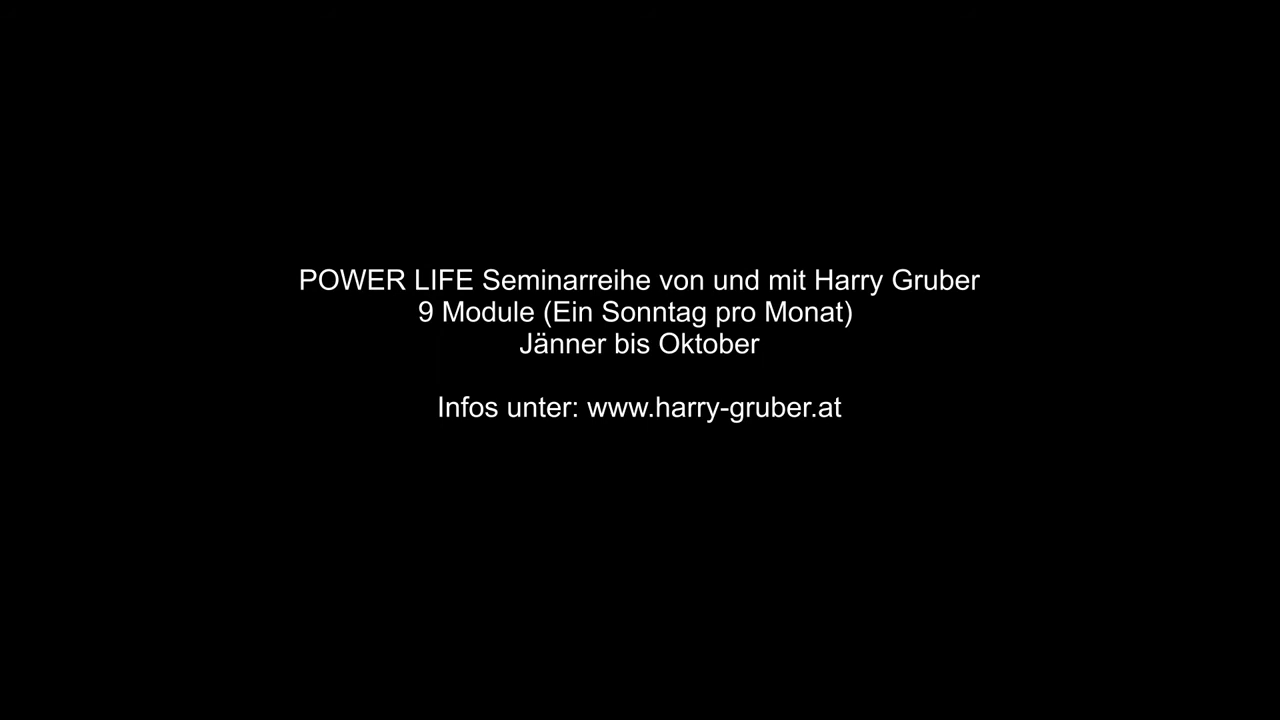 POWER LIFE Seminarreihe von und mit Harry Gruber
9 Module (Ein Sonntag pro Monat)
Jänner bis Oktober
Infos unter: www.harry-gruber.at